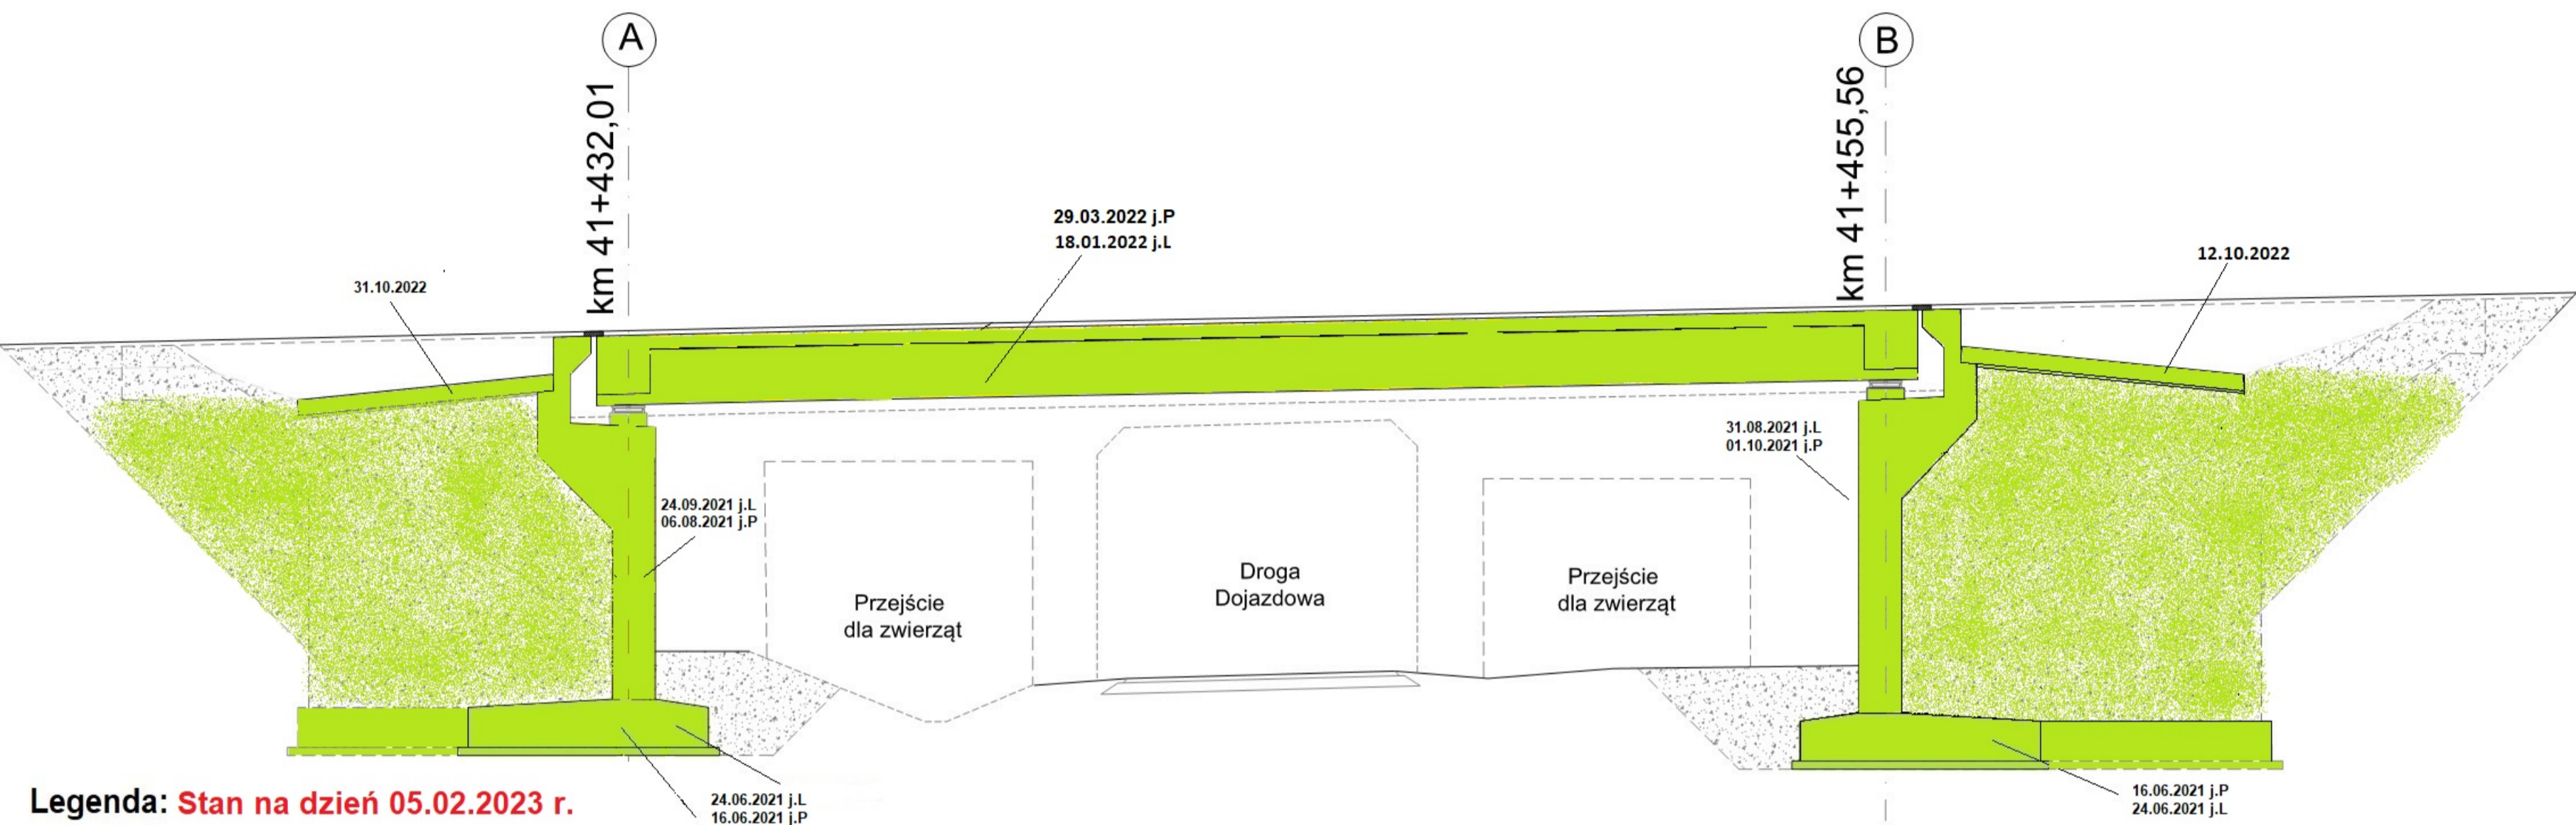 A
B
km 41+432,01
km 41+455,56
29.03.2022 j.P
18.01.2022 j.L
12.10.2022
31.10.2022
31.08.2021 j.L
01.10.2021 j.P
24.09.2021 j.L
06.08.2021 j.P
Przejście
dla zwierząt
Droga
Dojazdowa
Przejście
dla zwierząt
24.06.2021 j.L
16.06.2021 j.P
16.06.2021 j.P
24.06.2021 j.L
Legenda: Stan na dzień 05.02.2023 r.